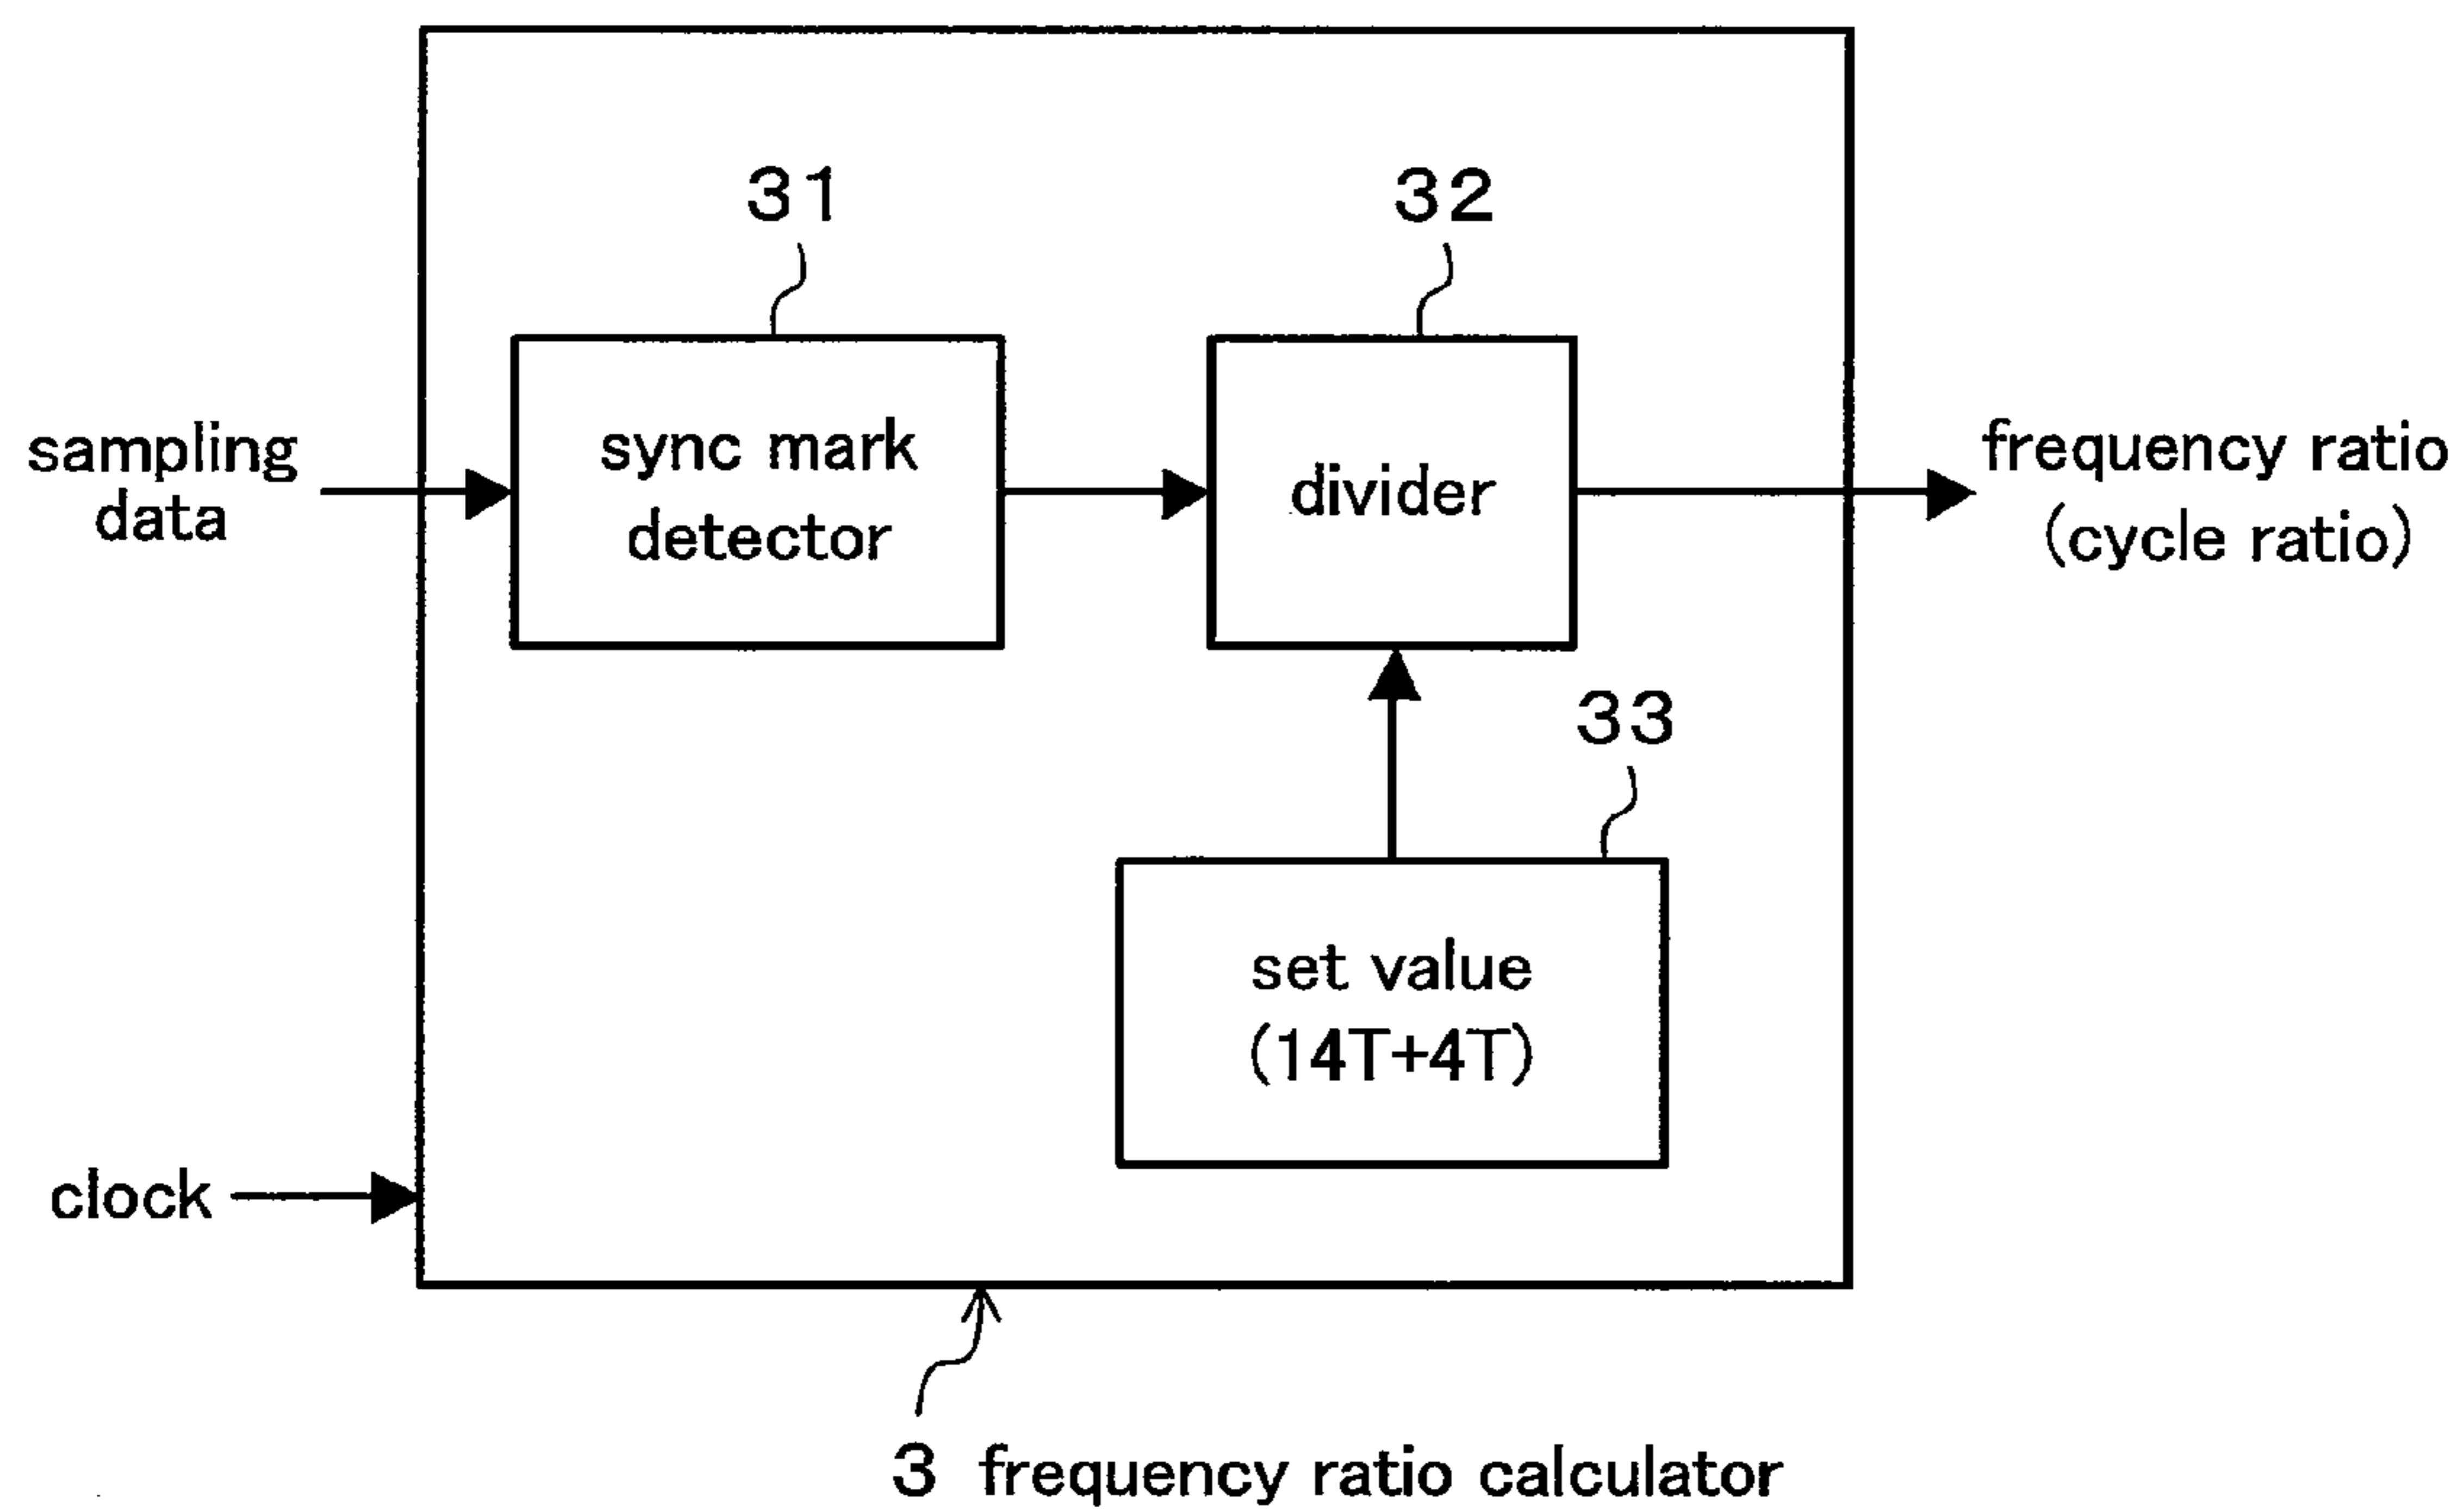 31
32
sampling
data
sync mark
detector
divider
frequency ratio
(cycle ratio)
33
set value
(14T+4T)
clock
3 frequency ratio calculator